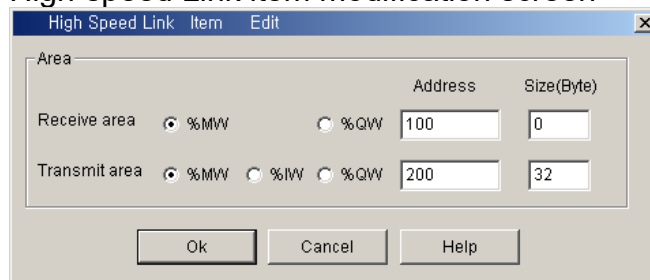 High Speed Link Item Edit
Area
Address Size(Byte)
Receive area %MW %QW 100 0
Transmit area %MW %IW %QW 200 32
Ok Cancel Help